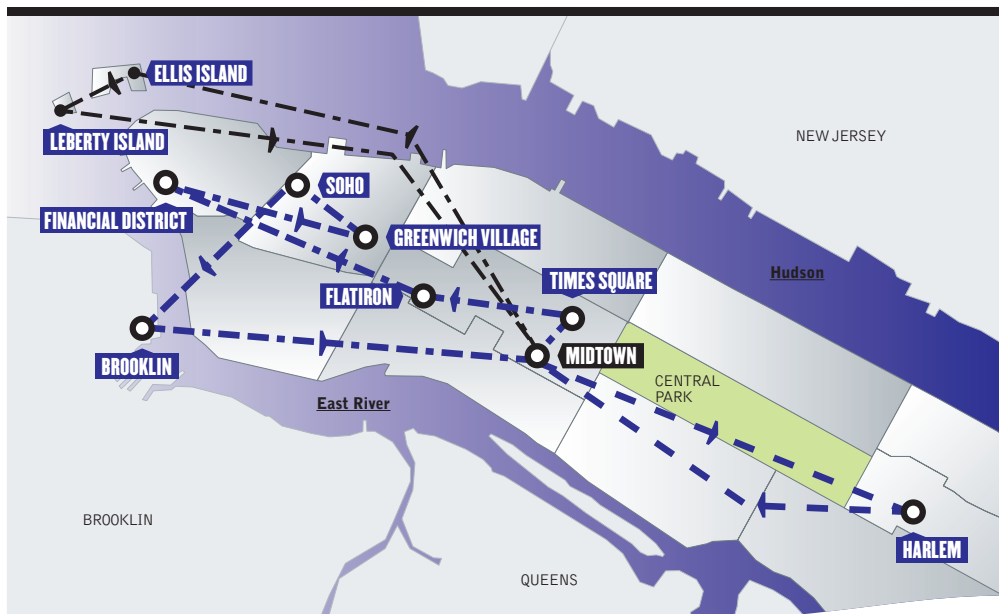 ELLIS ISLAND
LEBERTY ISLAND
NEW JERSEY
SOHO
FINANCIAL DISTRICT
GREENWICH VILLAGE
Hudson
TIMES SQUARE
FLATIRON
MIDTOWN
BROOKLIN
CENTRAL
PARK
East River
BROOKLIN
HARLEM
QUEENS